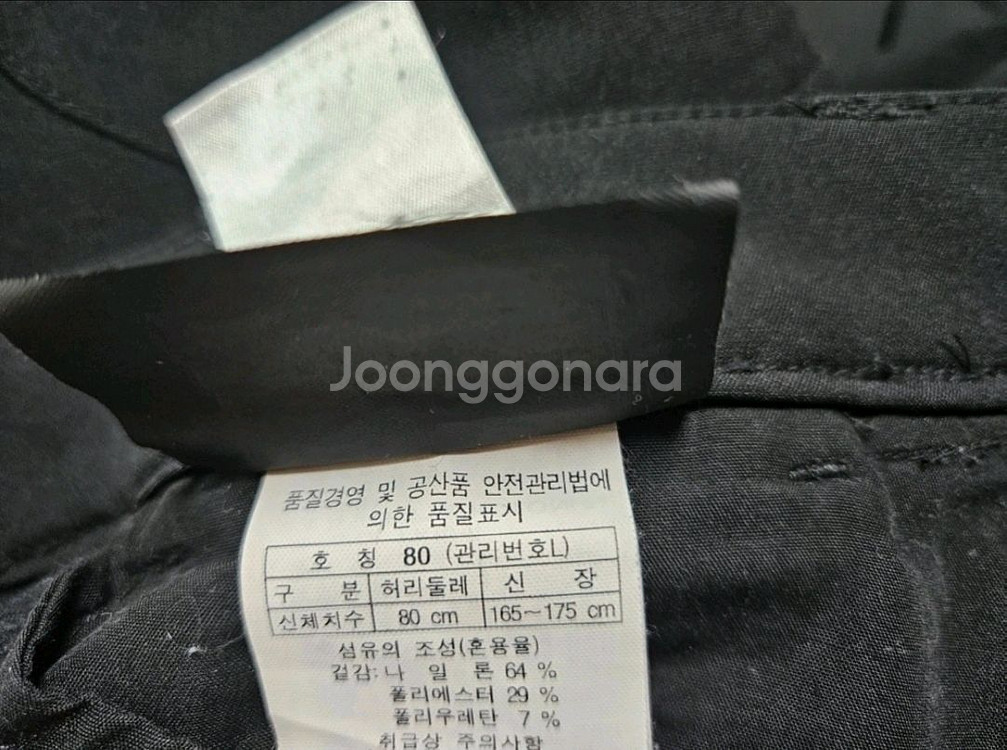 Joonggonara
품질경영 및 공산품 안전관리법에
의한 품질표시
호 칭 80 (관리번호L)
구 분 허리둘레 신 장
신체치수 80 cm 165~175 cm
섬유의 조성(혼용율)
겉감: 나 일 론 64 %
폴리에스터 29 %
폴리우레탄 7 %
취급상 주의사항